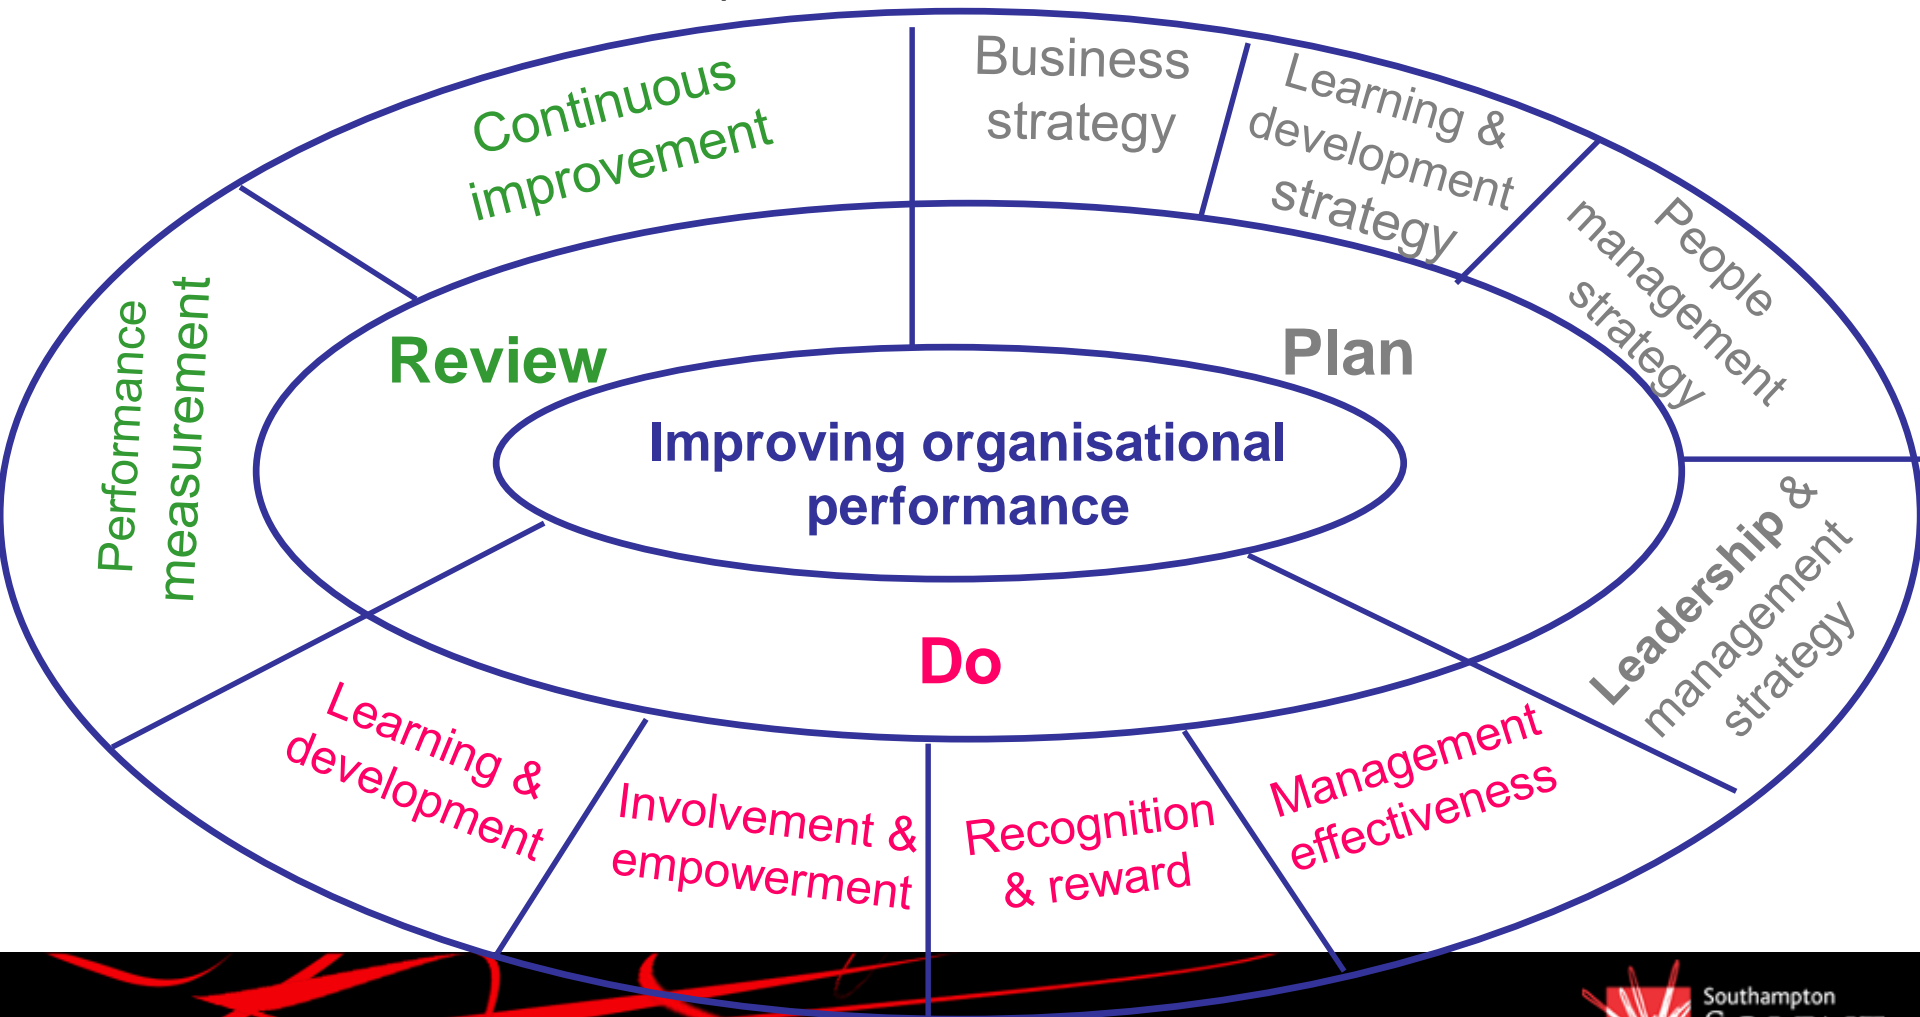 Continuous
improvement
Business
strategy
Learning &
development
strategy
People
management
strategy
Performance
measurement
Review
Plan
Improving organisational
performance
Leadership &
management
strategy
Do
Learning &
development
Involvement &
empowerment
Recognition
& reward
Management
effectiveness
Southampton